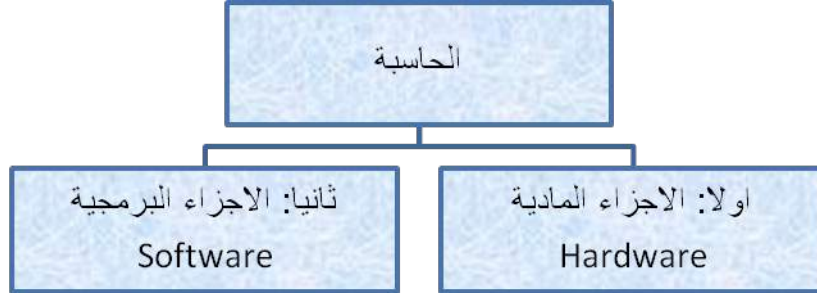 الحاسبة
اولا: الاجزاء المادية
Hardware
ثانيا: الاجزاء البرمجية
Software